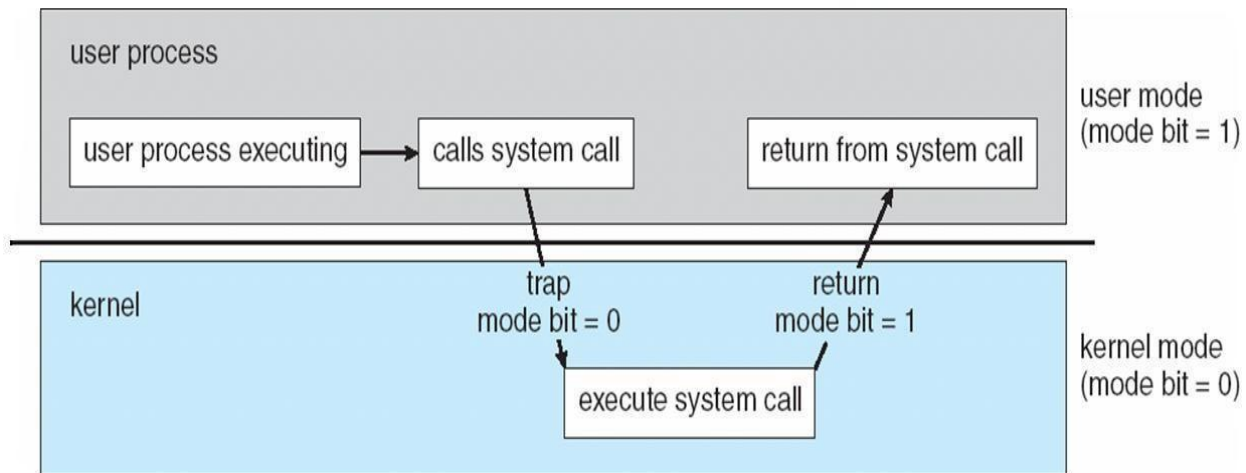 user process
user process executing
calls system call
return from system call
user mode
(mode bit = 1)
trap
mode bit = 0
return
mode bit = 1
kernel
execute system call
kernel mode
(mode bit = 0)